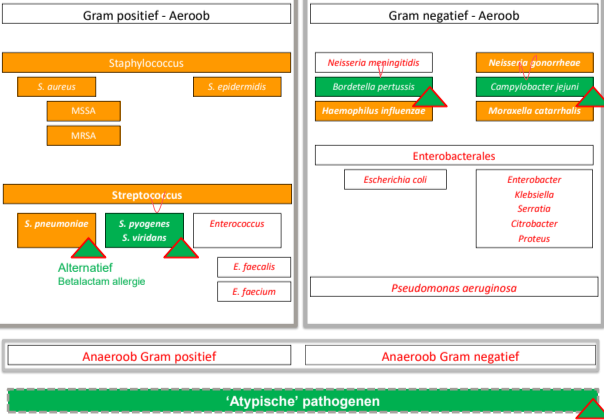 Gram positief - Aeroob
Staphylococcus
S. aureus
S. epidermidis
MSSA
MRSA
Streptococcus
S. pneumoniae
S. pyogenes
S. viridans
Enterococcus
Alternatief
Betalactam allergie
E. faecalis
E. faecium
Gram negatief - Aeroob
Neisseria meningitidis
Neisseria gonorrheae
Bordetella pertussis
Campylobacter jejuni
Haemophilus influenzae
Moraxella catarrhalis
Enterobacterales
Escherichia coli
Enterobacter
Klebsiella
Serratia
Citrobacter
Proteus
Pseudomonas aeruginosa
Anaeroob Gram positief
Anaeroob Gram negatief
‘Atypische’ pathogenen